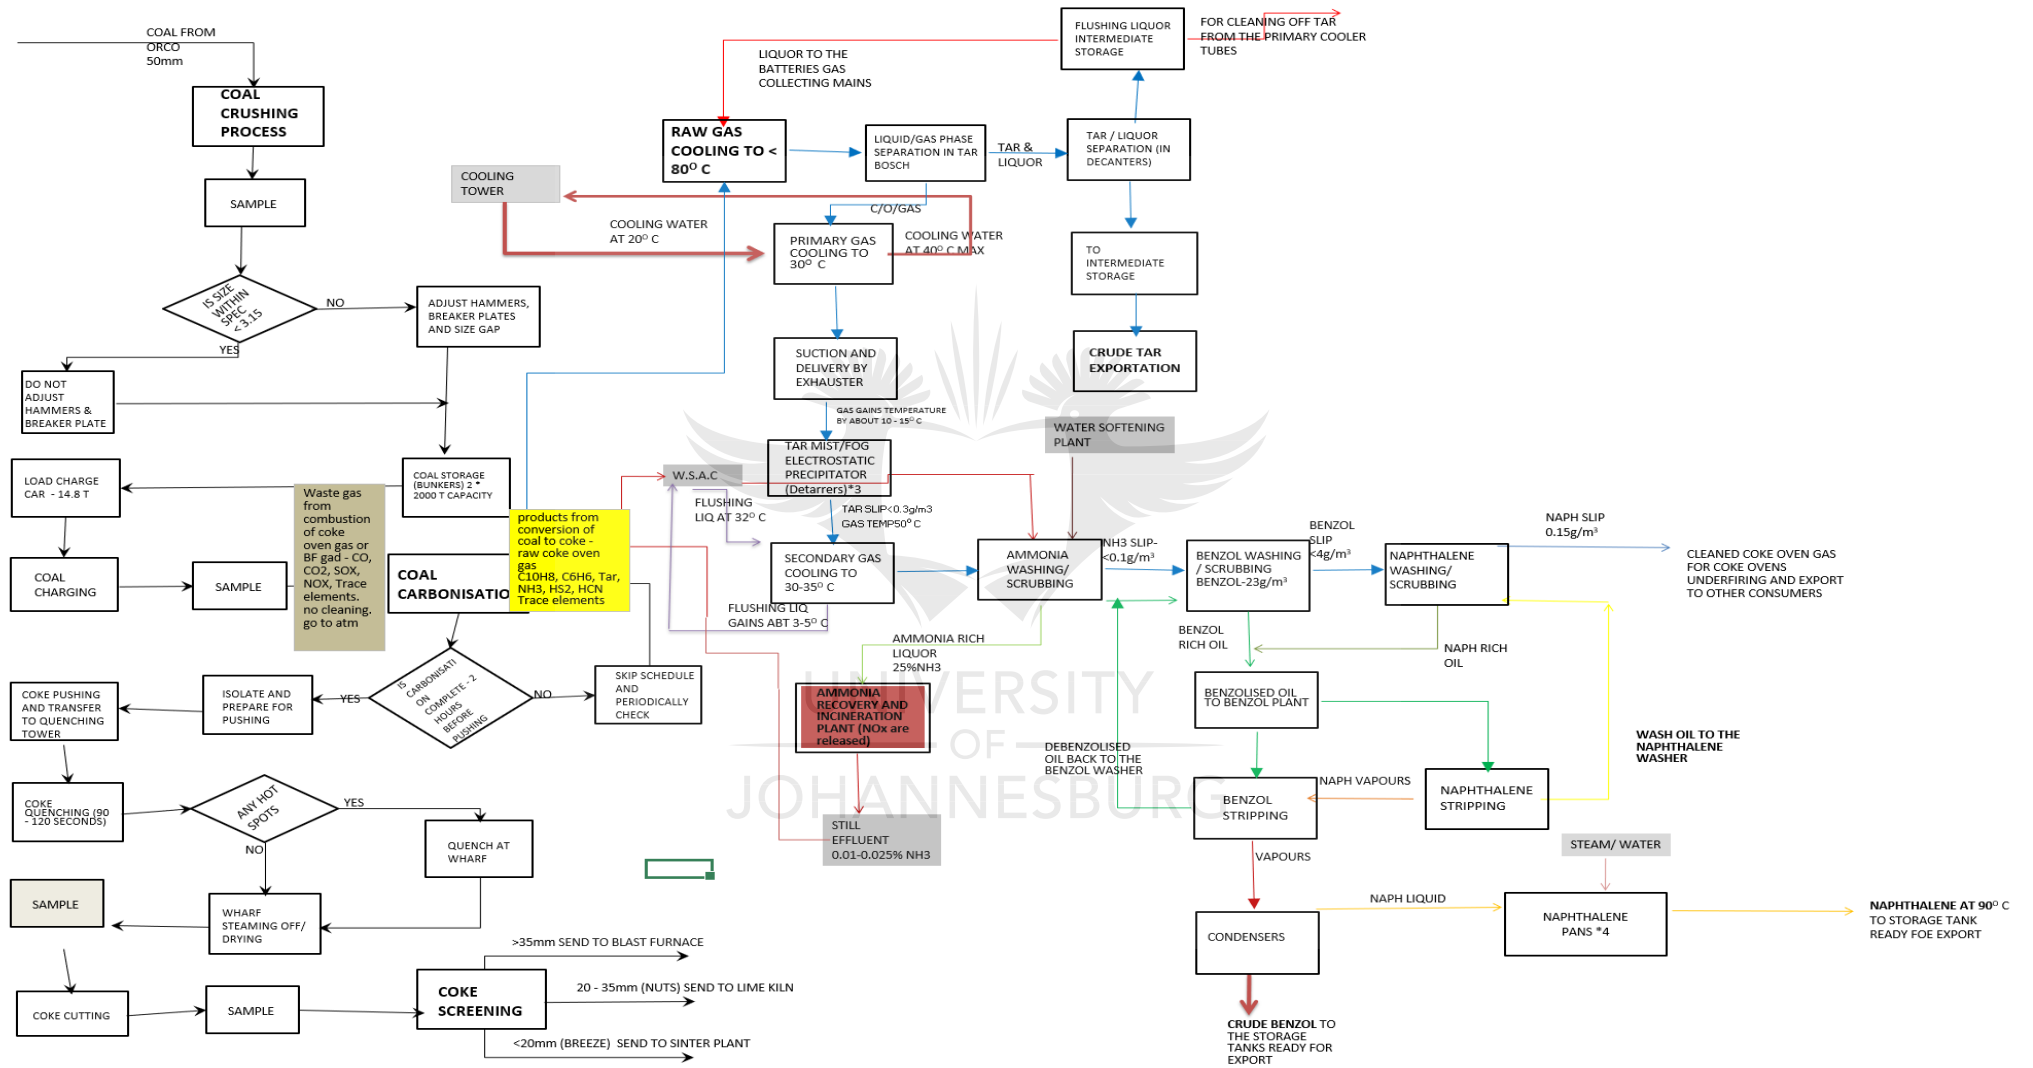 COAL FROM
ORCO
50mm
COAL
CRUSHING
PROCESS
SAMPLE
IS SIZE
WITHIN
SPEC
< 3.15
NO
YES
ADJUST HAMMERS,
BREAKER PLATES
AND SIZE GAP
DO NOT
ADJUST
HAMMERS &
BREAKER PLATE
COAL STORAGE
(BUNKERS) 2 *
2000 T CAPACITY
LOAD CHARGE
CAR - 14.8 T
COAL
CHARGING
SAMPLE
Waste gas
from
combustion
of coke
oven gas or
BF gad - CO,
CO2, SOX,
NOX, Trace
elements.
no cleaning.
go to atm
COAL
CARBONISATIO
products from
conversion of
coal to coke -
raw coke oven
gas
C10H8, C6H6, Tar,
NH3, HS2, HCN
Trace elements
IS
CARBONISATI
ON
COMPLETE - 2
HOURS
BEFORE
PUSHING
YES
NO
SKIP SCHEDULE
AND
PERIODICALLY
CHECK
ISOLATE AND
PREPARE FOR
PUSHING
COKE PUSHING
AND TRANSFER
TO QUENCHING
TOWER
COKE
QUENCHING (90
- 120 SECONDS)
ANY HOT
SPOTS
YES
NO
QUENCH AT
WHARF
WHARF
STEAMING OFF/
DRYING
SAMPLE
COKE CUTTING
SAMPLE
COKE
SCREENING
>35mm SEND TO BLAST FURNACE
20 - 35mm (NUTS) SEND TO LIME KILN
<20mm (BREEZE) SEND TO SINTER PLANT
FLUSHING LIQUOR
INTERMEDIATE
STORAGE
FOR CLEANING OFF TAR
FROM THE PRIMARY COOLER
TUBES
LIQUOR TO THE
BATTERIES GAS
COLLECTING MAINS
RAW GAS
COOLING TO <
80⁰ C
LIQUID/GAS PHASE
SEPARATION IN TAR
BOSCH
TAR &
LIQUOR
TAR / LIQUOR
SEPARATION (IN
DECANTERS)
COOLING
TOWER
COOLING WATER
AT 20⁰ C
C/O/GAS
PRIMARY GAS
COOLING TO
30⁰ C
COOLING WATER
AT 40⁰ C MAX
TO
INTERMEDIATE
STORAGE
CRUDE TAR
EXPORTATION
SUCTION AND
DELIVERY BY
EXHAUSTER
GAS GAINS TEMPERATURE
BY ABOUT 10 - 15⁰ C
WATER SOFTENING
PLANT
TAR MIST/FOG
ELECTROSTATIC
PRECIPITATOR
(Detarrers)*3
W.S.A.C
FLUSHING
LIQ AT 32⁰ C
TAR SLIP<0.3g/m3
GAS TEMP50⁰ C
SECONDARY GAS
COOLING TO
30-35⁰ C
FLUSHING LIQ
GAINS ABT 3-5⁰ C
AMMONIA
WASHING/
SCRUBBING
NH3 SLIP-
<0.1g/m³
BENZOL WASHING
/ SCRUBBING
BENZOL-23g/m³
BENZOL
SLIP
<4g/m³
NAPHTHALENE
WASHING/
SCRUBBING
NAPH SLIP
0.15g/m³
CLEANED COKE OVEN GAS
FOR COKE OVENS
UNDERFIRING AND EXPORT
TO OTHER CONSUMERS
AMMONIA RICH
LIQUOR
25%NH3
BENZOL
RICH OIL
NAPH RICH
OIL
AMMONIA
RECOVERY AND
INCINERATION
PLANT (NOx are
released)
BENZOLISED OIL
TO BENZOL PLANT
UNIVERSITY
OF
JOHANNESBURG
DEBENZOLISED
OIL BACK TO THE
BENZOL WASHER
WASH OIL TO THE
NAPHTHALENE
WASHER
BENZOL
STRIPPING
NAPH VAPOURS
NAPHTHALENE
STRIPPING
STILL
EFFLUENT
0.01-0.025% NH3
VAPOURS
STEAM/ WATER
NAPH LIQUID
CONDENSERS
NAPHTHALENE
PANS *4
NAPHTHALENE AT 90⁰ C
TO STORAGE TANK
READY FOE EXPORT
CRUDE BENZOL TO
THE STORAGE
TANKS READY FOR
EXPORT